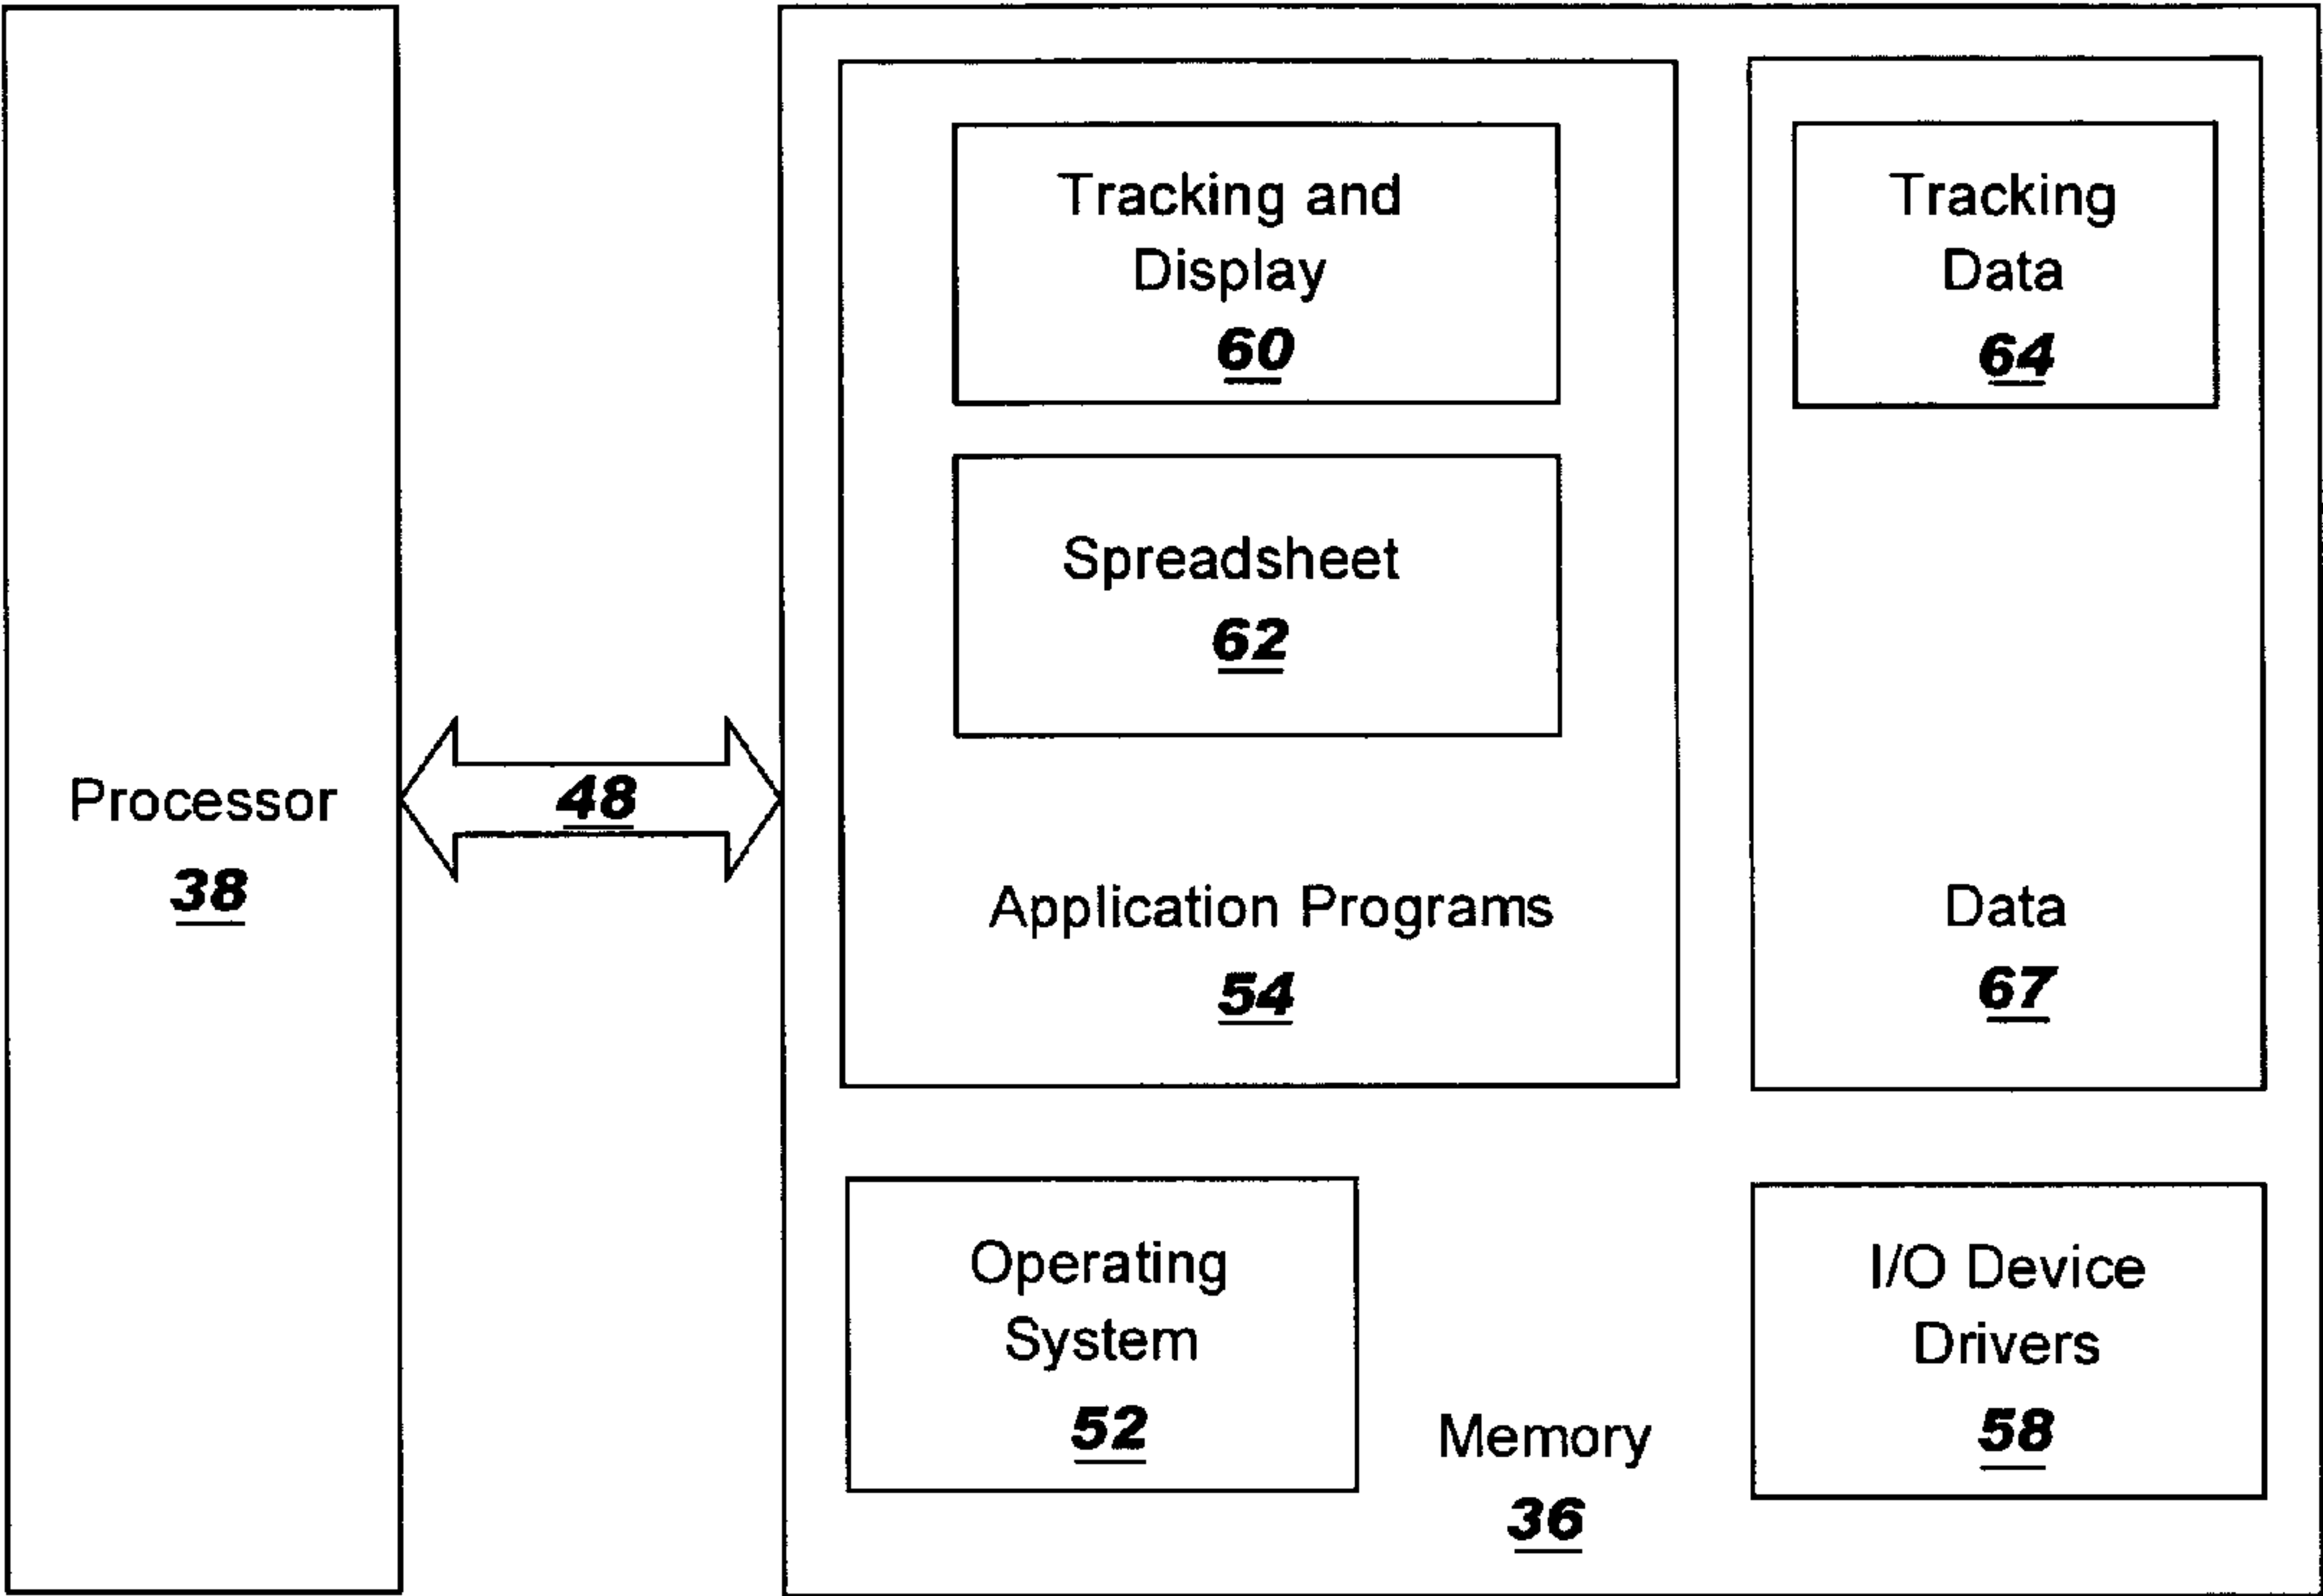 Processor
38
48
Tracking and
Display
60
Spreadsheet
62
Application Programs
54
Tracking
Data
64
Data
67
Operating
System
52
Memory
36
I/O Device
Drivers
58